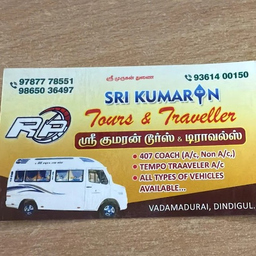 ஸ்ரீ முருகன் துணை
97877 78551
98650 36497
93614 00150
SRI KUMARAN
Tours & Traveller
RP
ஸ்ரீ குமரன் டூர்ஸ் & டிராவல்ஸ்
• 407 COACH (A/c, Non A/c,)
• TEMPO TRAAVELER A/c
• ALL TYPES OF VEHICLES
AVAILABLE...
VADAMADURAI, DINDIGUL.